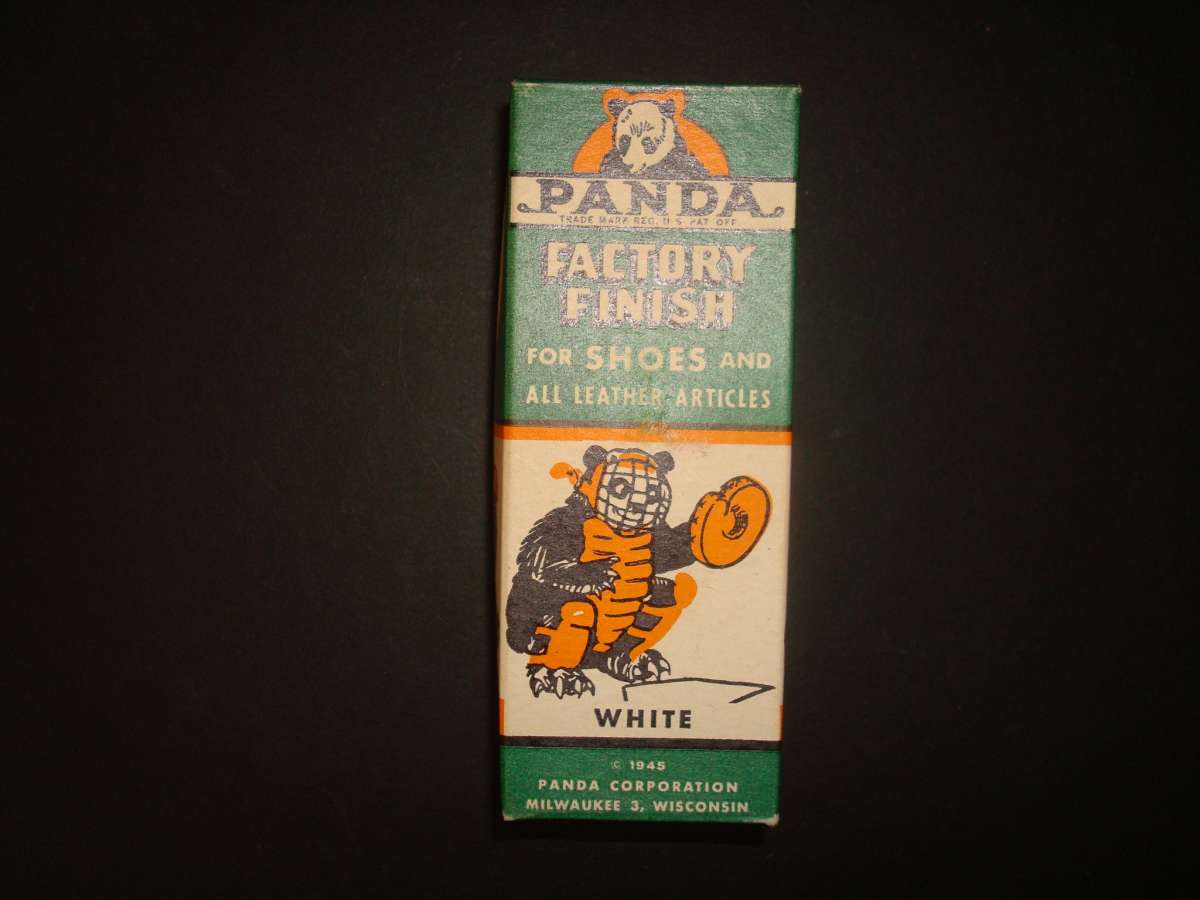 PANDA
TRADE MARK REG. U.S. PAT. OFF.
FACTORY
FINISH
FOR SHOES AND
ALL LEATHER ARTICLES
WHITE
© 1945
PANDA CORPORATION
MILWAUKEE 3, WISCONSIN